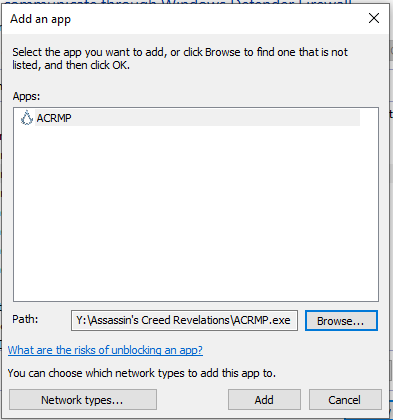 communicate through Windows Defender Firewall
Add an app
Select the app you want to add, or click Browse to find one that is not
listed, and then click OK.
Apps:
ACRMP
Path:
Y:\Assassin's Creed Revelations\ACRMP.exe
Browse...
What are the risks of unblocking an app?
You can choose which network types to add this app to.
Network types...
Add
Cancel